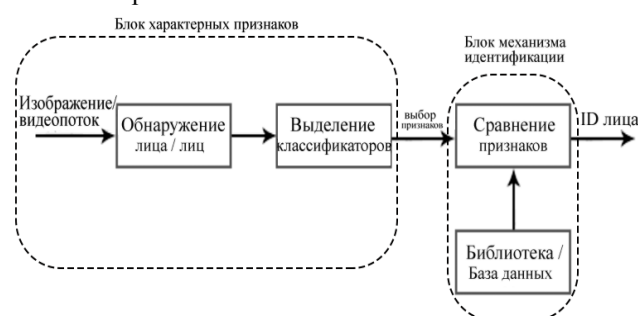 Блок характерных признаков
Блок механизма
идентификации
Изображение/
видеопоток
Обнаружение
лица / лиц
Выделение
классификаторов
выбор
признаков
Сравнение
признаков
ID лица
Библиотека /
База данных